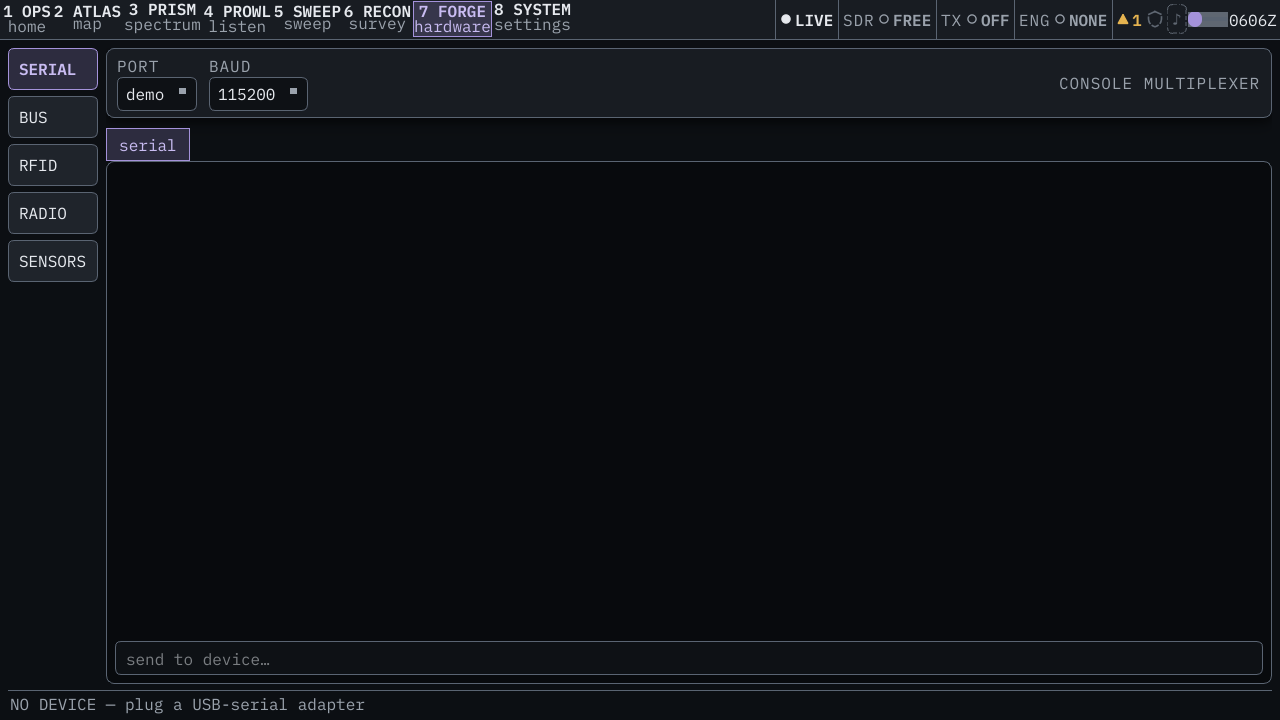 1 OPS 2 ATLAS 3 PRISM 4 PROWL 5 SWEEP 6 RECON 7 FORGE 8 SYSTEM
home map spectrum listen sweep survey hardware settings
LIVE SDR FREE TX OFF ENG NONE 1 0606Z
SERIAL
BUS
RFID
RADIO
SENSORS
PORT BAUD
demo 115200
CONSOLE MULTIPLEXER
serial
send to device…
NO DEVICE — plug a USB-serial adapter